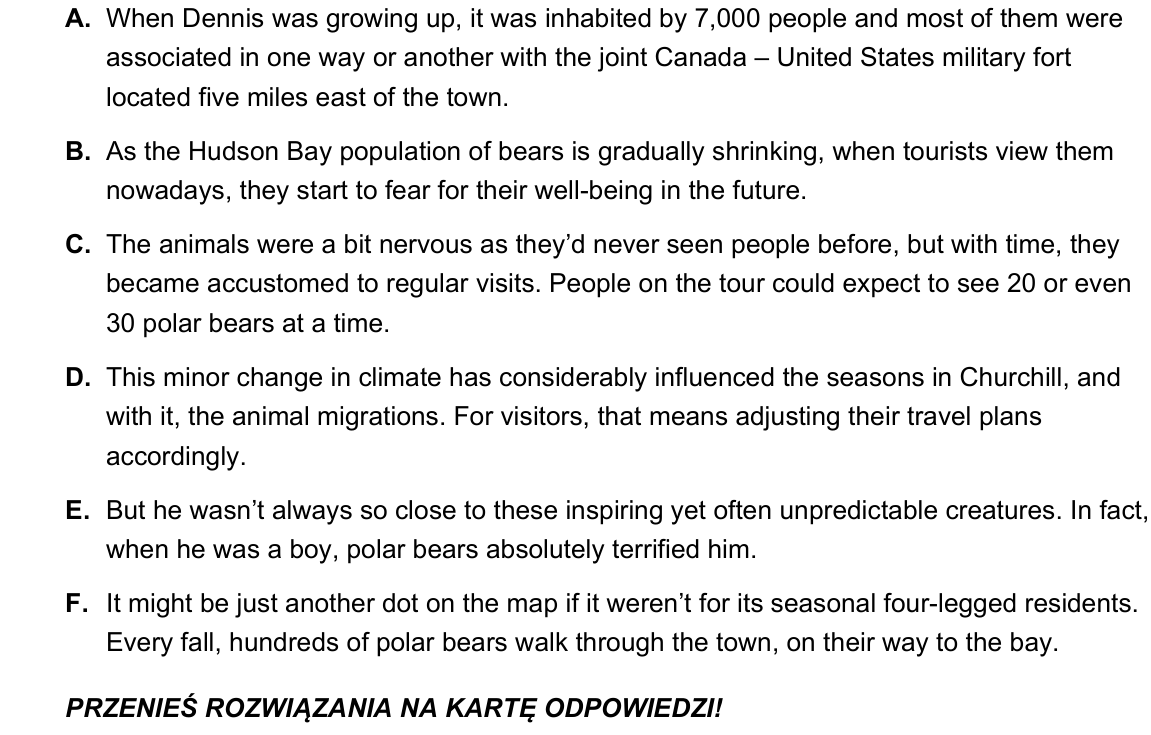 A. When Dennis was growing up, it was inhabited by 7,000 people and most of them were
associated in one way or another with the joint Canada – United States military fort
located five miles east of the town.
B. As the Hudson Bay population of bears is gradually shrinking, when tourists view them
nowadays, they start to fear for their well-being in the future.
C. The animals were a bit nervous as they’d never seen people before, but with time, they
became accustomed to regular visits. People on the tour could expect to see 20 or even
30 polar bears at a time.
D. This minor change in climate has considerably influenced the seasons in Churchill, and
with it, the animal migrations. For visitors, that means adjusting their travel plans
accordingly.
E. But he wasn’t always so close to these inspiring yet often unpredictable creatures. In fact,
when he was a boy, polar bears absolutely terrified him.
F. It might be just another dot on the map if it weren’t for its seasonal four-legged residents.
Every fall, hundreds of polar bears walk through the town, on their way to the bay.
PRZENIEŚ ROZWIĄZANIA NA KARTĘ ODPOWIEDZI!